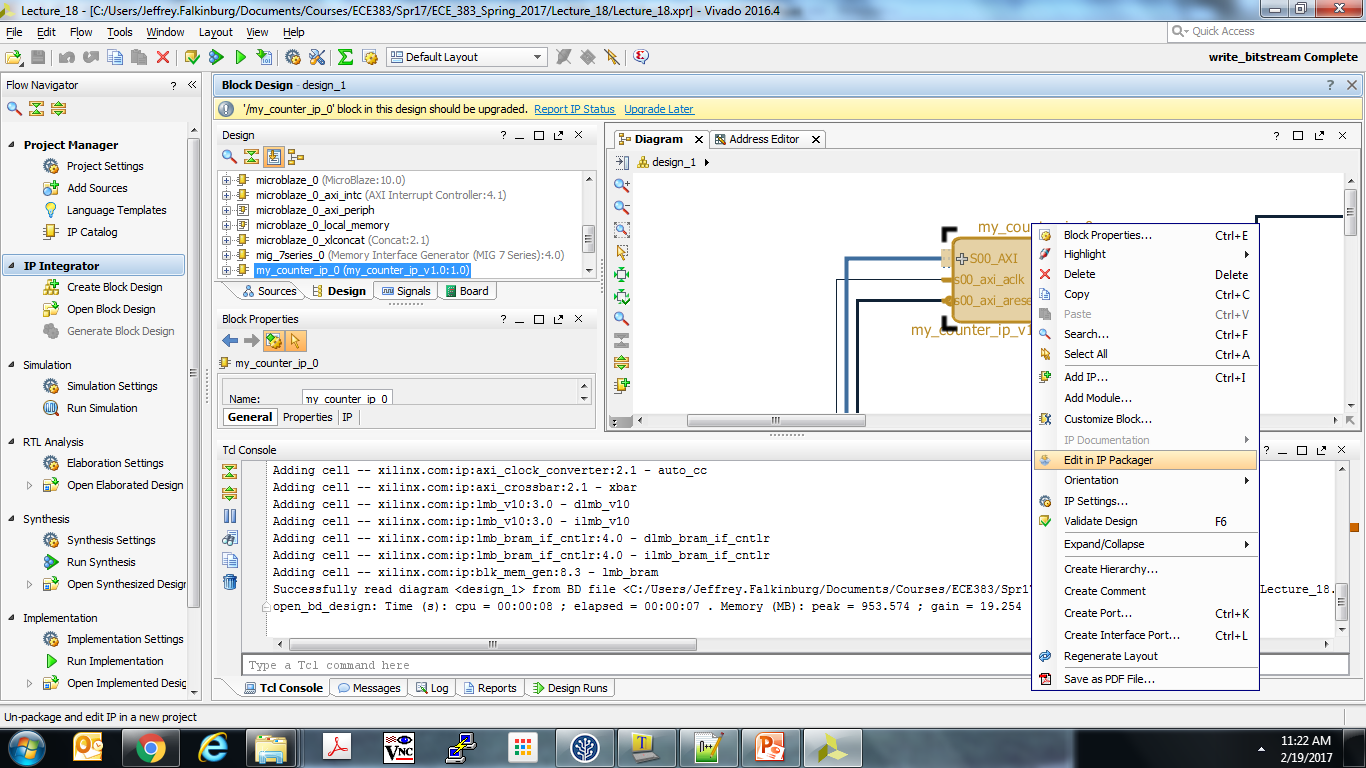 Lecture_18 - [C:/Users/Jeffrey.Falkinburg/Documents/Courses/ECE383/Spr17/ECE_383_Spring_2017/Lecture_18/Lecture_18.xpr] - Vivado 2016.4
File Edit Flow Tools Window Layout View Help
Quick Access
Default Layout
write_bitstream Complete
Flow Navigator
Project Manager
Project Settings
Add Sources
Language Templates
IP Catalog
IP Integrator
Create Block Design
Open Block Design
Generate Block Design
Simulation
Simulation Settings
Run Simulation
RTL Analysis
Elaboration Settings
Open Elaborated Design
Synthesis
Synthesis Settings
Run Synthesis
Open Synthesized Design
Implementation
Implementation Settings
Run Implementation
Open Implemented Desig
Block Design - design_1
'/my_counter_ip_0' block in this design should be upgraded. Report IP Status Upgrade Later
Design
microblaze_0 (MicroBlaze:10.0)
microblaze_0_axi_intc (AXI Interrupt Controller:4.1)
microblaze_0_axi_periph
microblaze_0_local_memory
microblaze_0_xlconcat (Concat:2.1)
mig_7series_0 (Memory Interface Generator (MIG 7 Series):4.0)
my_counter_ip_0 (my_counter_ip_v1.0:1.0)
Sources Design Signals Board
Block Properties
my_counter_ip_0
Name: my_counter_ip_0
General Properties IP
Diagram Address Editor
design_1
my_cou
S00_AXI
s00_axi_aclk
s00_axi_arese
my_counter_ip_v1
Block Properties... Ctrl+E
Highlight
Delete Delete
Copy Ctrl+C
Paste Ctrl+V
Search... Ctrl+F
Select All Ctrl+A
Add IP... Ctrl+I
Add Module...
Customize Block...
IP Documentation
Edit in IP Packager
Orientation
IP Settings...
Validate Design F6
Expand/Collapse
Create Hierarchy...
Create Comment
Create Port... Ctrl+K
Create Interface Port... Ctrl+L
Regenerate Layout
Save as PDF File...
Tcl Console
Adding cell -- xilinx.com:ip:axi_clock_converter:2.1 - auto_cc
Adding cell -- xilinx.com:ip:axi_crossbar:2.1 - xbar
Adding cell -- xilinx.com:ip:lmb_v10:3.0 - dlmb_v10
Adding cell -- xilinx.com:ip:lmb_v10:3.0 - ilmb_v10
Adding cell -- xilinx.com:ip:lmb_bram_if_cntlr:4.0 - dlmb_bram_if_cntlr
Adding cell -- xilinx.com:ip:lmb_bram_if_cntlr:4.0 - ilmb_bram_if_cntlr
Adding cell -- xilinx.com:ip:blk_mem_gen:8.3 - lmb_bram
Successfully read diagram <design_1> from BD file <C:/Users/Jeffrey.Falkinburg/Documents/Courses/ECE383/Spr17 Lecture_18.
open_bd_design: Time (s): cpu = 00:00:08 ; elapsed = 00:00:07 . Memory (MB): peak = 953.574 ; gain = 19.254
Type a Tcl command here
Tcl Console Messages Log Reports Design Runs
Un-package and edit IP in a new project
11:22 AM
2/19/2017